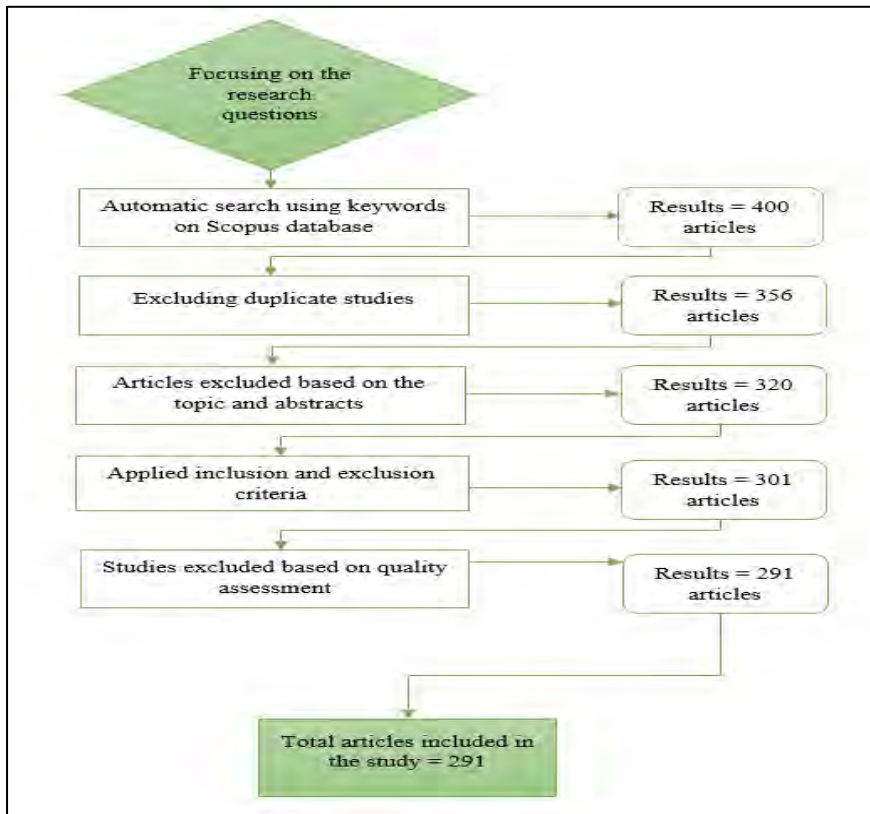 Focusing on the
research
questions
Automatic search using keywords
on Scopus database
Results = 400
articles
Excluding duplicate studies
Results = 356
articles
Articles excluded based on the
topic and abstracts
Results = 320
articles
Applied inclusion and exclusion
criteria
Results = 301
articles
Studies excluded based on quality
assessment
Results = 291
articles
Total articles included in
the study = 291